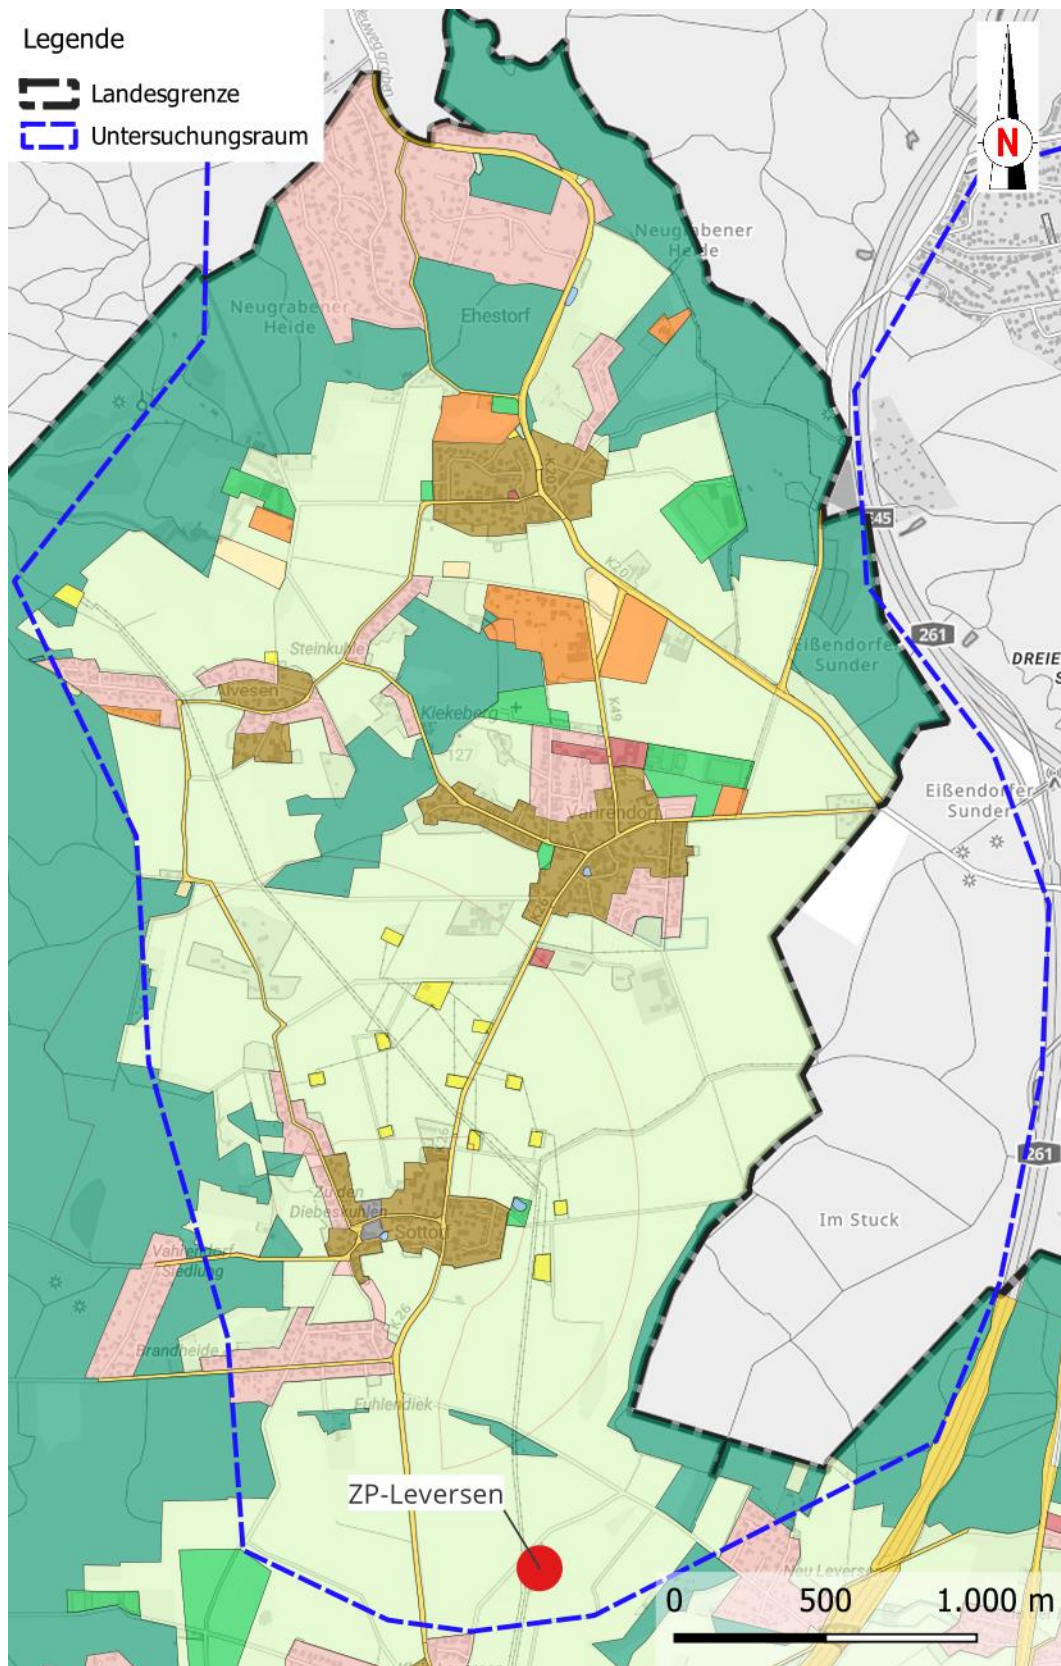 Legende
Landesgrenze
Untersuchungsraum
N
Neugrabener
Heide
Neugrabener
Heide
Ehestorf
K20
K20
261
Eißendorfer
Sunder
DREIE
S
Steinkuhle
Alvesen
Kiekeberg
127
K49
Vahrendorf
Eißendorfer
Sunder
K26
K26
261
Zu den
Diebeskuhlen
Sottorf
Im Stuck
Vahrendorf
Siedlung
K26
Brandheide
Fuhlendiek
ZP-Leversen
Neu Leversen
0 500 1.000 m